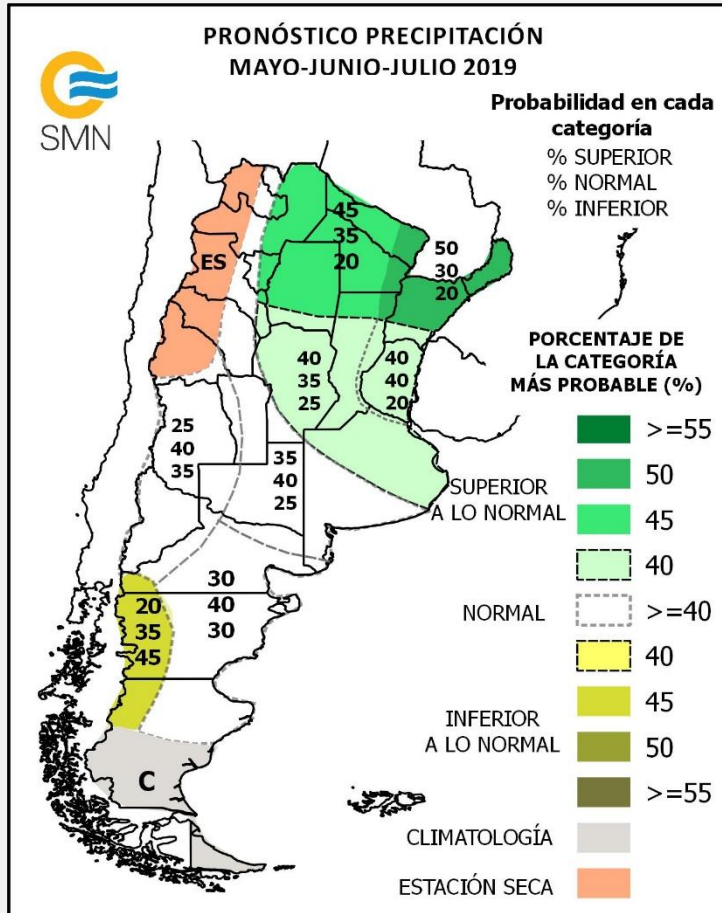 PRONÓSTICO PRECIPITACIÓN
MAYO-JUNIO-JULIO 2019
SMN
Probabilidad en cada
categoría
% SUPERIOR
% NORMAL
% INFERIOR
45
35
20
50
30
20
ES
40
35
25
40
40
20
25
40
35
35
40
25
30
40
30
20
35
45
C
PORCENTAJE DE
LA CATEGORÍA
MÁS PROBABLE (%)
>=55
50
SUPERIOR
A LO NORMAL
45
40
NORMAL
>=40
40
45
INFERIOR
A LO NORMAL
50
>=55
CLIMATOLOGÍA
ESTACIÓN SECA